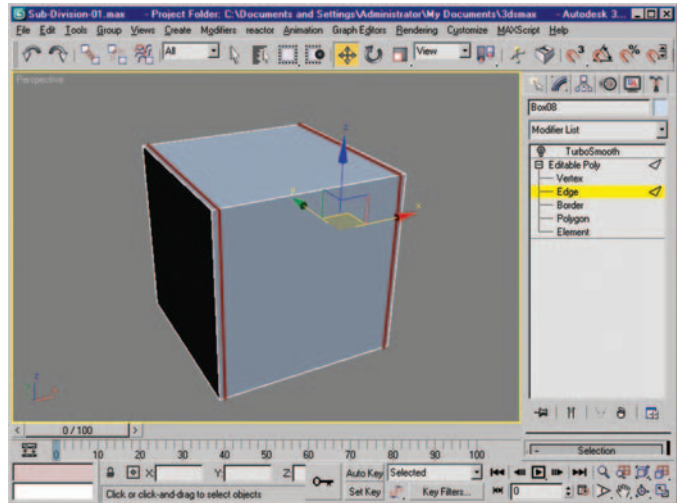 Sub-Division-01.max - Project Folder: C:\Documents and Settings\Administrator\My Documents\3dsmax - Autodesk 3...
File Edit Tools Group Views Create Modifiers reactor Animation Graph Editors Rendering Customize MAXScript Help
All View
Perspective
Box08
Modifier List
TurboSmooth
Editable Poly
Vertex
Edge
Border
Polygon
Element
z
x
y
z
< 0 / 100 >
0 10 20 30 40 50 60 70 80 90 100
Selection
X: Y: Z: Auto Key Selected
Click or click-and-drag to select objects Set Key Key Filters... 0